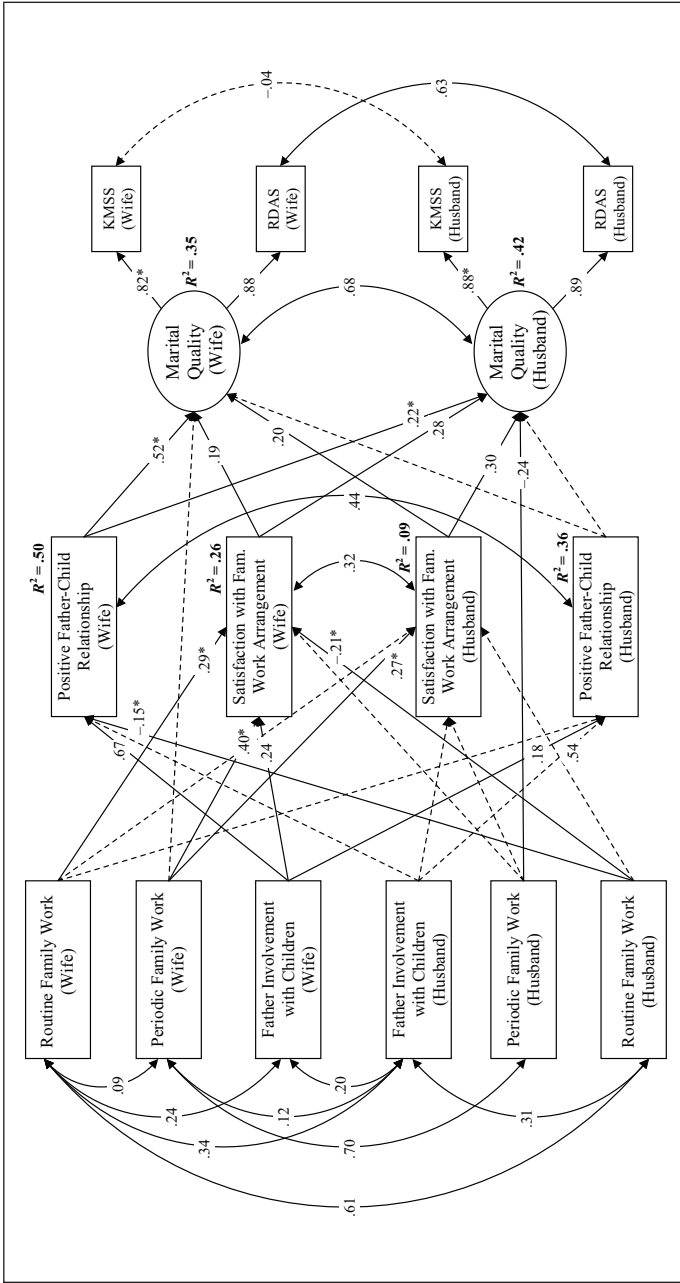 Routine Family Work
(Wife)
Periodic Family Work
(Wife)
Father Involvement
with Children
(Wife)
Father Involvement
with Children
(Husband)
Periodic Family Work
(Husband)
Routine Family Work
(Husband)
.09
.24
.34
.20
.12
.70
.31
.61
R² = .50
Positive Father-Child
Relationship
(Wife)
R² = .26
Satisfaction with Fam.
Work Arrangement
(Wife)
R² = .09
Satisfaction with Fam.
Work Arrangement
(Husband)
R² = .36
Positive Father-Child
Relationship
(Husband)
.67
–.15*
.29*
.40*
.24
–.21*
.27*
.18
.54
.44
.32
.52*
.19
.22*
.28
.20
.30
–.24
Marital
Quality
(Wife)
R² = .35
Marital
Quality
(Husband)
R² = .42
.68
.82*
.88
.88*
.89
KMSS
(Wife)
RDAS
(Wife)
KMSS
(Husband)
RDAS
(Husband)
–.04
.63